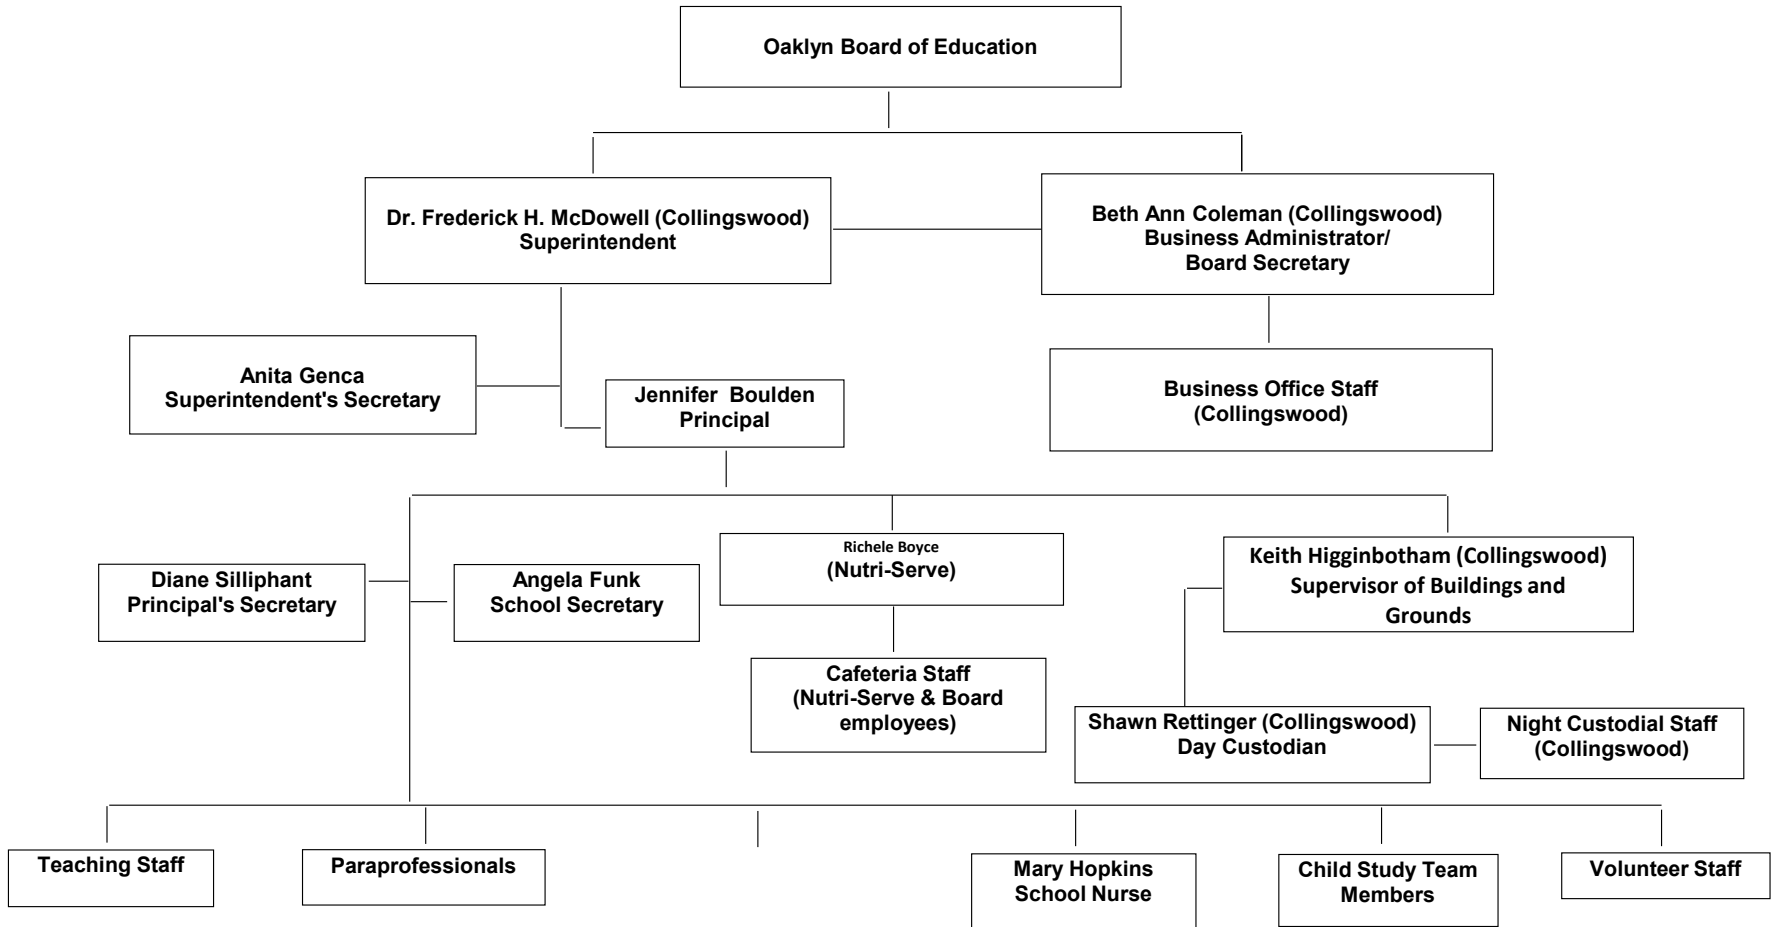 Oaklyn Board of Education
Dr. Frederick H. McDowell (Collingswood)
Superintendent
Beth Ann Coleman (Collingswood)
Business Administrator/
Board Secretary
Anita Genca
Superintendent's Secretary
Jennifer Boulden
Principal
Business Office Staff
(Collingswood)
Diane Silliphant
Principal's Secretary
Angela Funk
School Secretary
Richele Boyce
(Nutri-Serve)
Keith Higginbotham (Collingswood)
Supervisor of Buildings and
Grounds
Cafeteria Staff
(Nutri-Serve & Board
employees)
Shawn Rettinger (Collingswood)
Day Custodian
Night Custodial Staff
(Collingswood)
Teaching Staff
Paraprofessionals
Mary Hopkins
School Nurse
Child Study Team
Members
Volunteer Staff